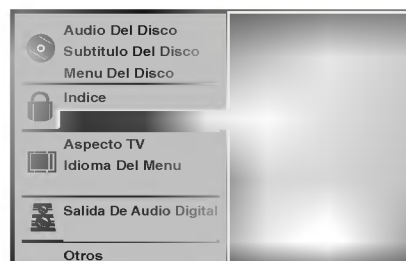 Audio Del Disco
Subtitulo Del Disco
Menu Del Disco
Indice
Aspecto TV
Idioma Del Menu
Salida De Audio Digital
Otros